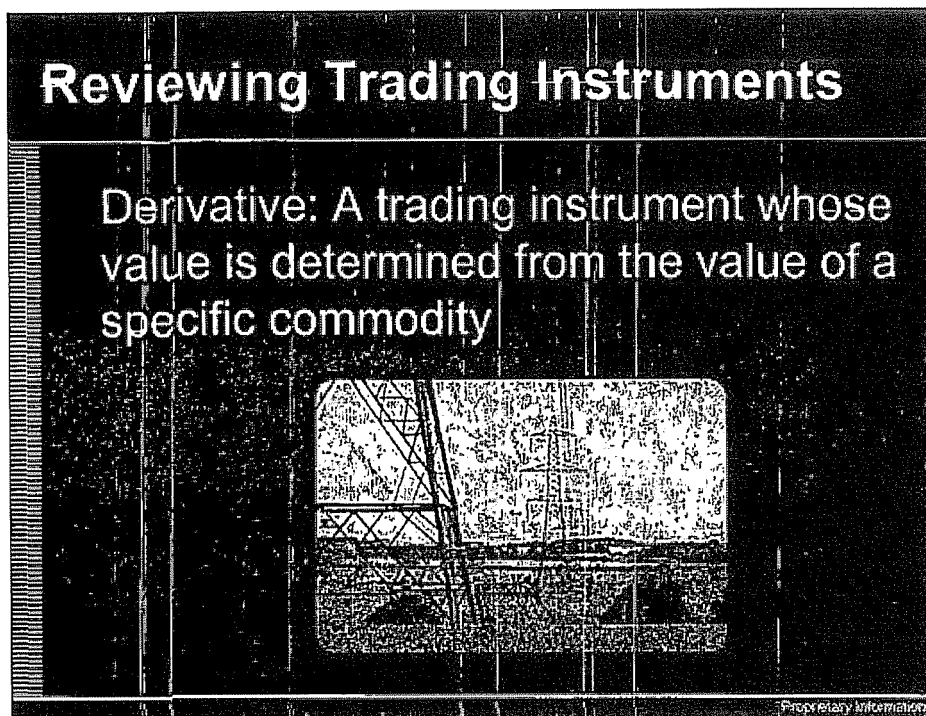 Reviewing Trading Instruments
Derivative: A trading instrument whose
value is determined from the value of a
specific commodity
Proprietary Information